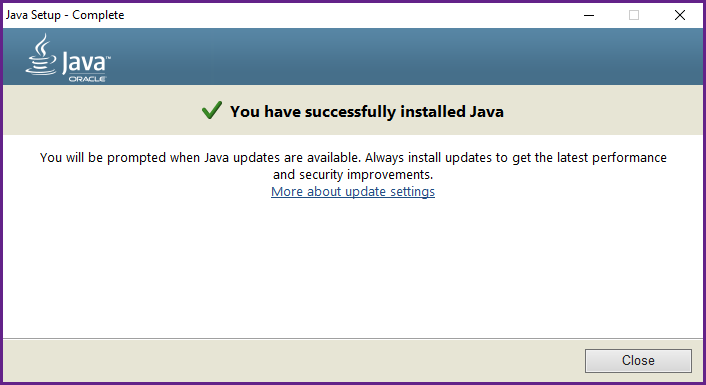 Java Setup - Complete
Java™
ORACLE
You have successfully installed Java
You will be prompted when Java updates are available. Always install updates to get the latest performance
and security improvements.
More about update settings
Close